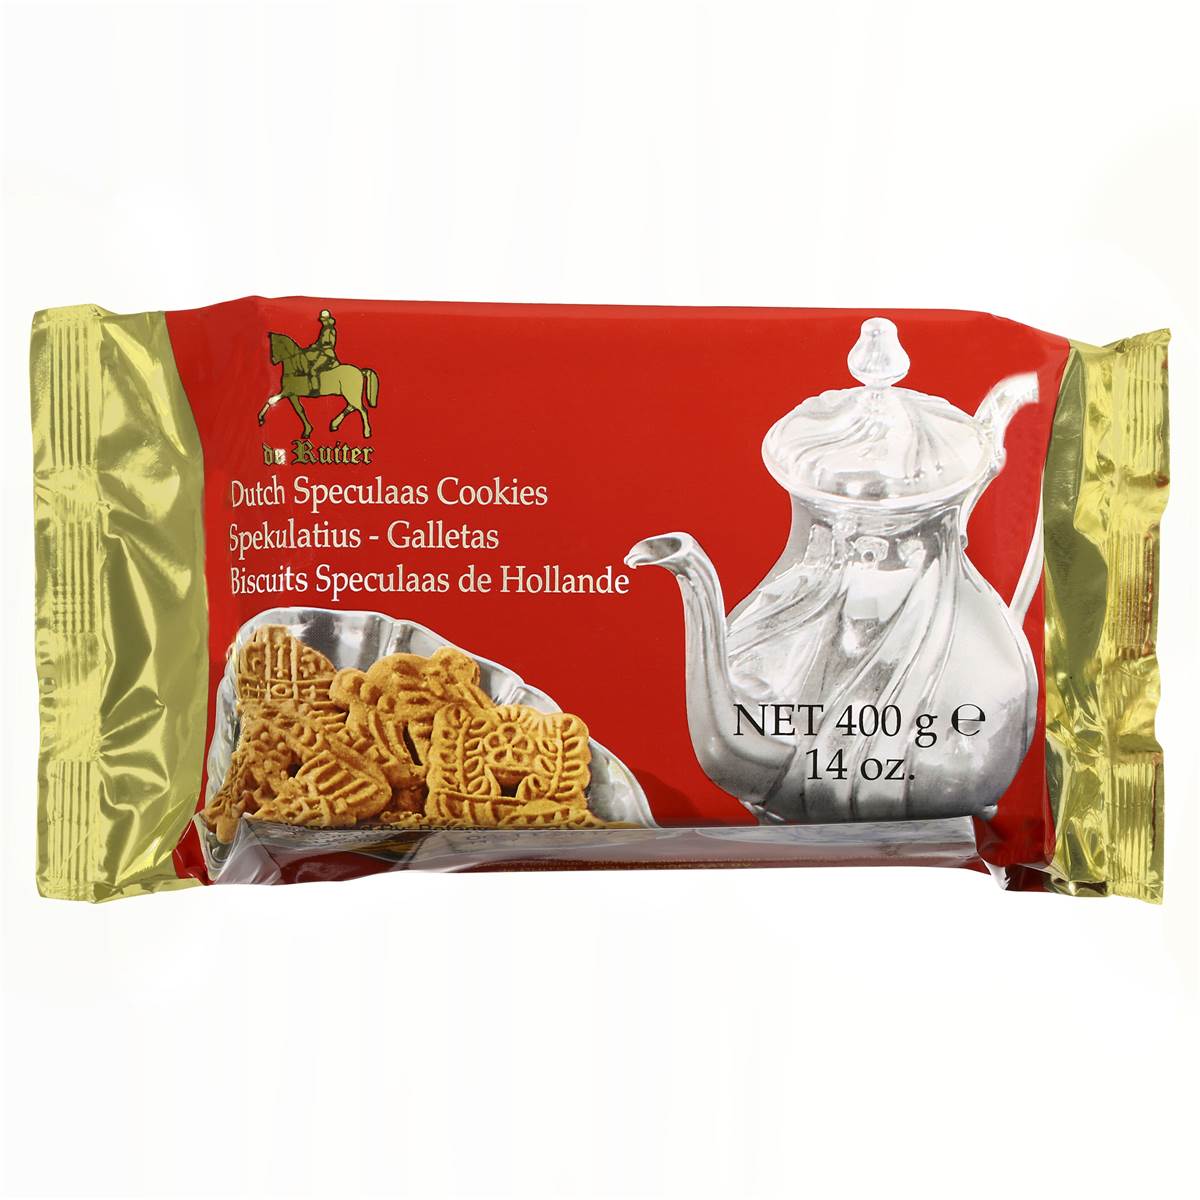 de Ruiter
Dutch Speculaas Cookies
Spekulatius - Galletas
Biscuits Speculaas de Hollande
NET 400 g ℮
14 oz.